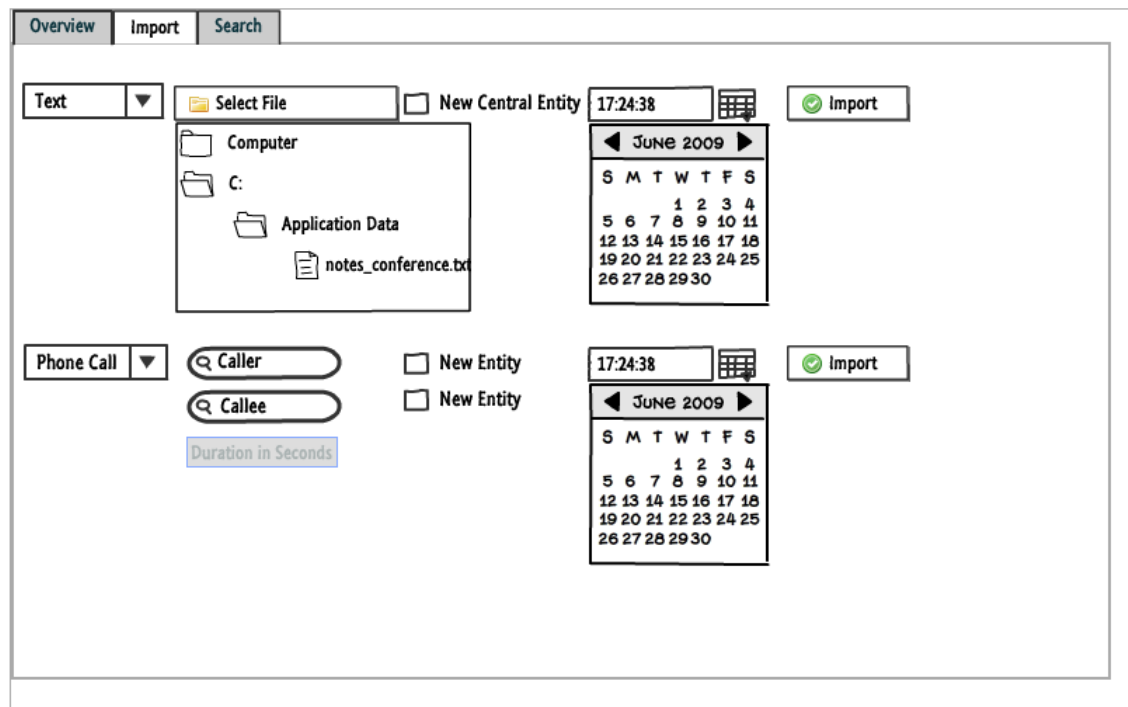 Overview Import Search
Text Select File New Central Entity 17:24:38 Import
Computer
C:
Application Data
notes_conference.txt
JUNE 2009
S M T W T F S
1 2 3 4
5 6 7 8 9 10 11
12 13 14 15 16 17 18
19 20 21 22 23 24 25
26 27 28 29 30
Phone Call Caller New Entity 17:24:38 Import
Callee New Entity
Duration in Seconds
JUNE 2009
S M T W T F S
1 2 3 4
5 6 7 8 9 10 11
12 13 14 15 16 17 18
19 20 21 22 23 24 25
26 27 28 29 30